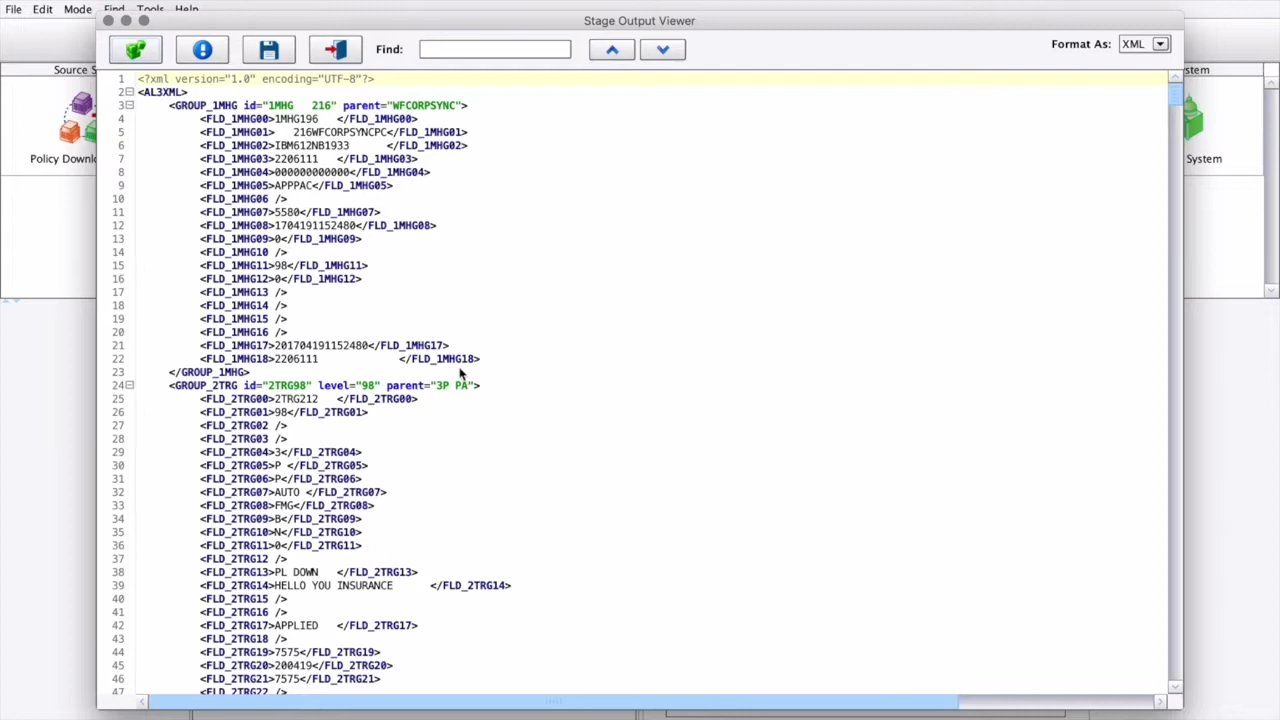 File Edit Mode Find Tools Help
Stage Output Viewer
Find:
Format As: XML
Source S
Policy Downlo
stem
System
1 <?xml version="1.0" encoding="UTF-8"?>
2 <AL3XML>
3 <GROUP_1MHG id="1MHG   216" parent="WFCORPSYNC">
4 <FLD_1MHG00>1MHG196   </FLD_1MHG00>
5 <FLD_1MHG01>   216WFCORPSYNCPC</FLD_1MHG01>
6 <FLD_1MHG02>IBM612NB1933      </FLD_1MHG02>
7 <FLD_1MHG03>2206111   </FLD_1MHG03>
8 <FLD_1MHG04>000000000000</FLD_1MHG04>
9 <FLD_1MHG05>APPPAC</FLD_1MHG05>
10 <FLD_1MHG06 />
11 <FLD_1MHG07>5580</FLD_1MHG07>
12 <FLD_1MHG08>1704191152480</FLD_1MHG08>
13 <FLD_1MHG09>0</FLD_1MHG09>
14 <FLD_1MHG10 />
15 <FLD_1MHG11>98</FLD_1MHG11>
16 <FLD_1MHG12>0</FLD_1MHG12>
17 <FLD_1MHG13 />
18 <FLD_1MHG14 />
19 <FLD_1MHG15 />
20 <FLD_1MHG16 />
21 <FLD_1MHG17>201704191152480</FLD_1MHG17>
22 <FLD_1MHG18>2206111             </FLD_1MHG18>
23 </GROUP_1MHG>
24 <GROUP_2TRG id="2TRG98" level="98" parent="3P PA">
25 <FLD_2TRG00>2TRG212   </FLD_2TRG00>
26 <FLD_2TRG01>98</FLD_2TRG01>
27 <FLD_2TRG02 />
28 <FLD_2TRG03 />
29 <FLD_2TRG04>3</FLD_2TRG04>
30 <FLD_2TRG05>P </FLD_2TRG05>
31 <FLD_2TRG06>P</FLD_2TRG06>
32 <FLD_2TRG07>AUTO </FLD_2TRG07>
33 <FLD_2TRG08>FMG</FLD_2TRG08>
34 <FLD_2TRG09>B</FLD_2TRG09>
35 <FLD_2TRG10>N</FLD_2TRG10>
36 <FLD_2TRG11>0</FLD_2TRG11>
37 <FLD_2TRG12 />
38 <FLD_2TRG13>PL DOWN   </FLD_2TRG13>
39 <FLD_2TRG14>HELLO YOU INSURANCE      </FLD_2TRG14>
40 <FLD_2TRG15 />
41 <FLD_2TRG16 />
42 <FLD_2TRG17>APPLIED   </FLD_2TRG17>
43 <FLD_2TRG18 />
44 <FLD_2TRG19>7575</FLD_2TRG19>
45 <FLD_2TRG20>200419</FLD_2TRG20>
46 <FLD_2TRG21>7575</FLD_2TRG21>
47 <FLD_2TRG22 />